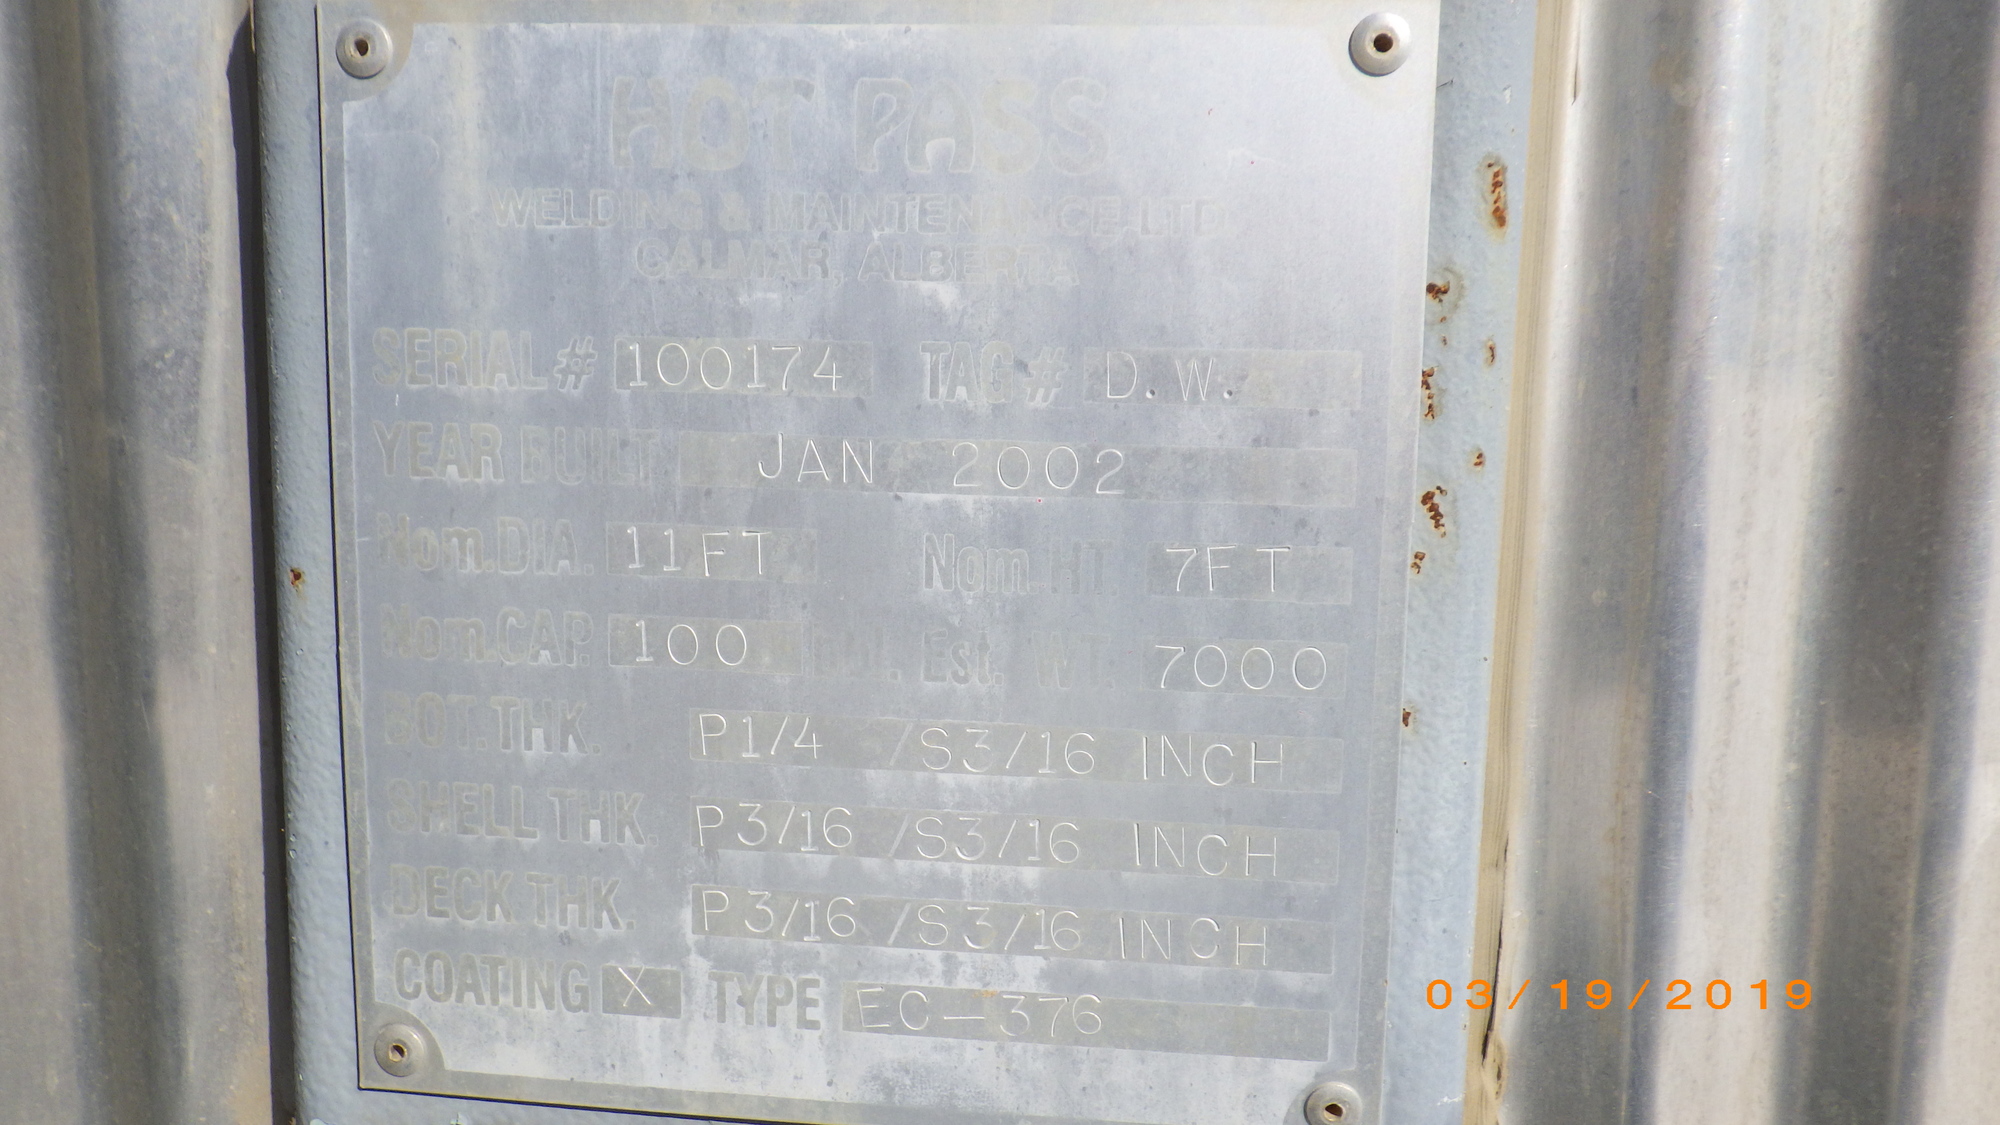 HOT PASS
WELDING & MAINTENANCE LTD
CALMAR, ALBERTA
SERIAL # 100174 TAG # D.W.
YEAR BUILT JAN 2002
Nom.DIA. 11FT Nom.HT. 7FT
Nom.CAP. 100 Est. WT. 7000
BOT.THK. P1/4 /S3/16 INCH
SHELL THK. P3/16 /S3/16 INCH
DECK THK. P3/16 /S3/16 INCH
COATING X TYPE EC-376
03/19/2019